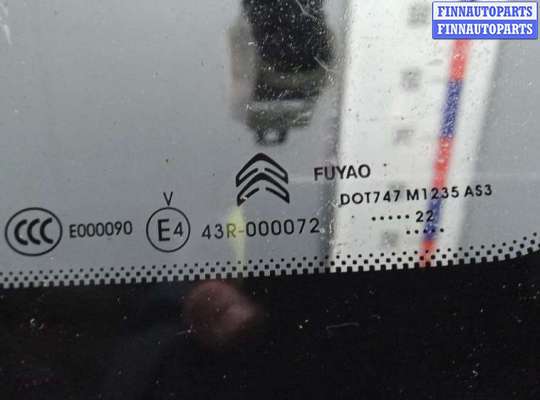 FINNAUTOPARTS
FINNAUTOPARTS
FUYAO
DOT747 M1235 AS3
..... 22
.. ....
CCC E000090 V E4 43R-000072